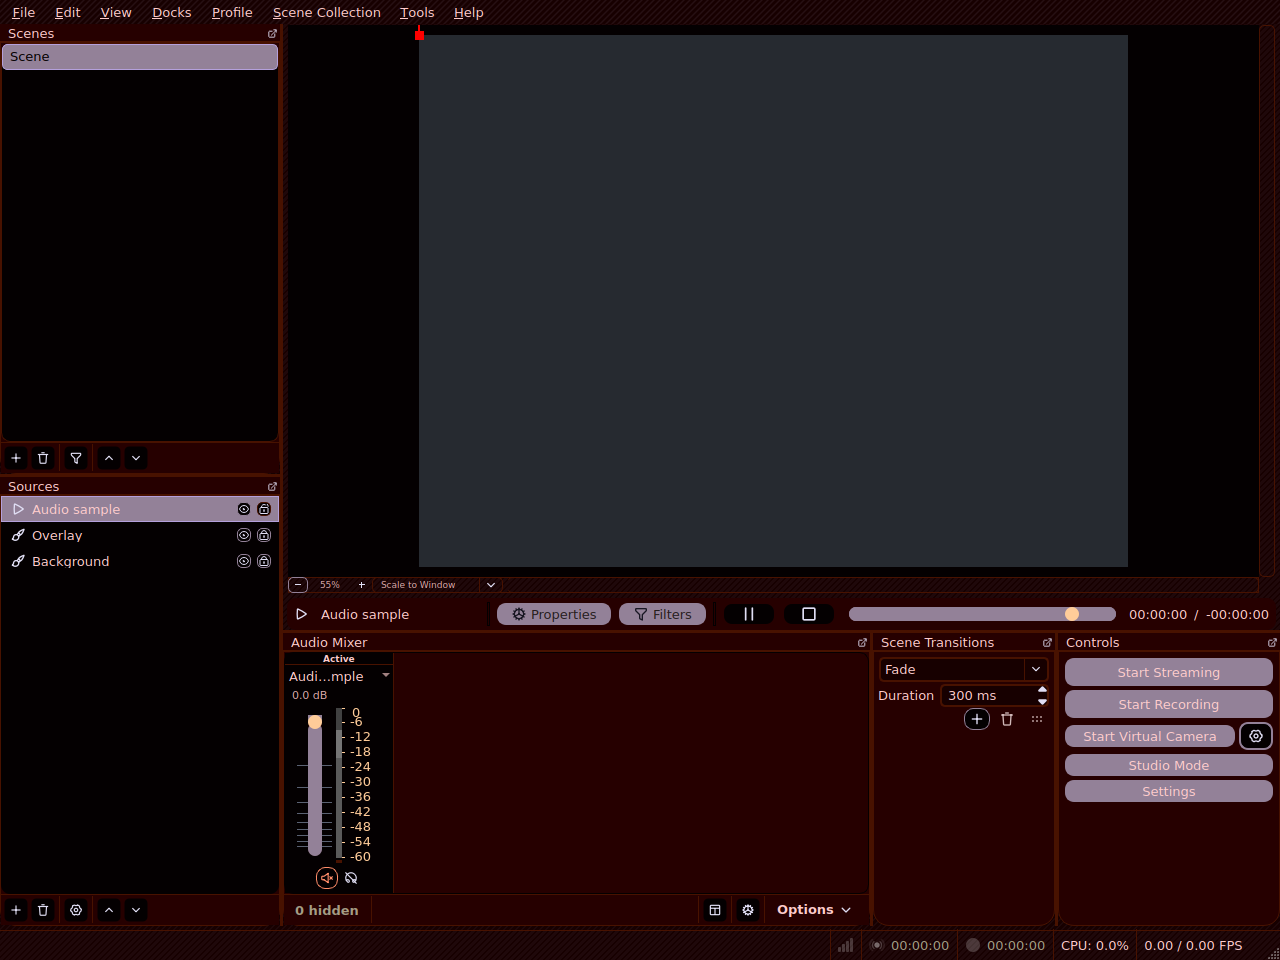 File Edit View Docks Profile Scene Collection Tools Help
Scenes
Scene
Sources
Audio sample
Overlay
Background
55% Scale to Window
Audio sample Properties Filters 00:00:00 / -00:00:00
Audio Mixer
Active
Audi...mple
0.0 dB
0
-6
-12
-18
-24
-30
-36
-42
-48
-54
-60
0 hidden Options
Scene Transitions
Fade
Duration 300 ms
Controls
Start Streaming
Start Recording
Start Virtual Camera
Studio Mode
Settings
00:00:00 00:00:00 CPU: 0.0% 0.00 / 0.00 FPS